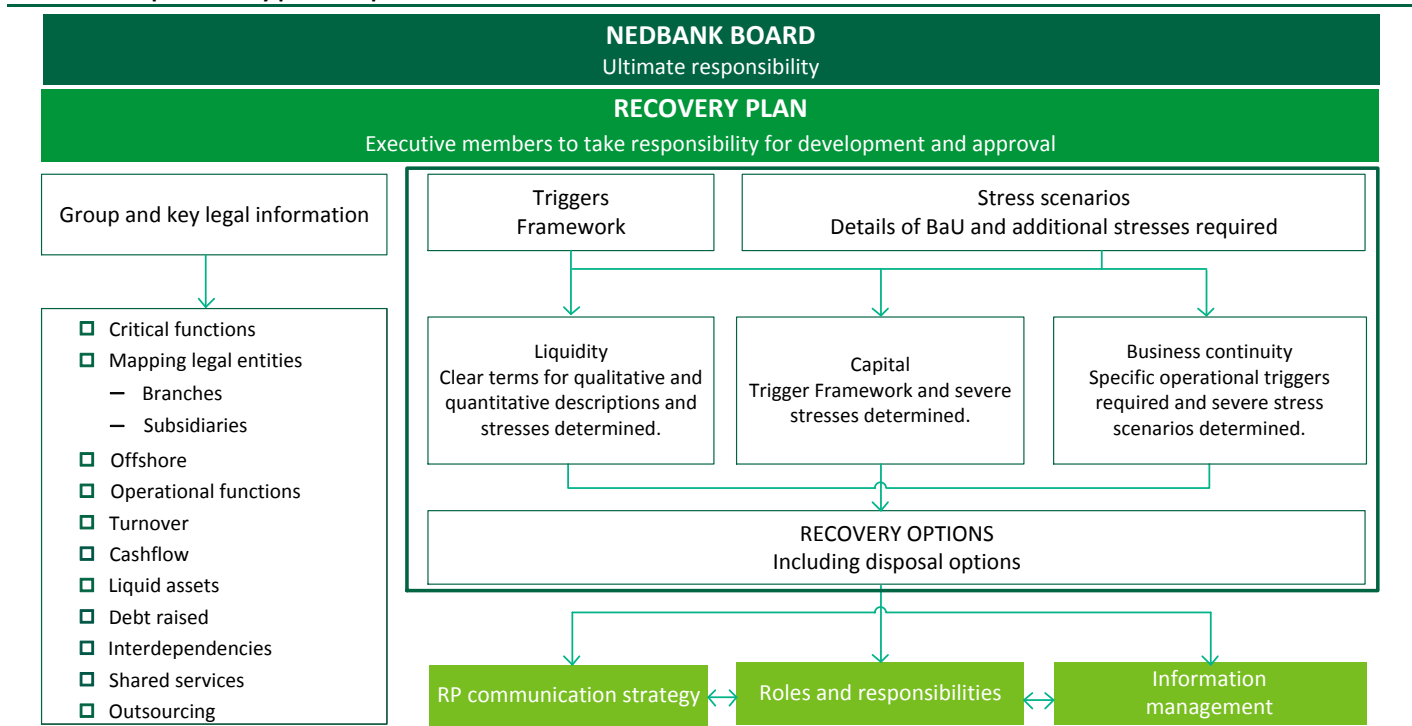 NEDBANK BOARD
Ultimate responsibility
RECOVERY PLAN
Executive members to take responsibility for development and approval
Group and key legal information
Critical functions
Mapping legal entities
– Branches
– Subsidiaries
Offshore
Operational functions
Turnover
Cashflow
Liquid assets
Debt raised
Interdependencies
Shared services
Outsourcing
Triggers
Framework
Stress scenarios
Details of BaU and additional stresses required
Liquidity
Clear terms for qualitative and
quantitative descriptions and
stresses determined.
Capital
Trigger Framework and severe
stresses determined.
Business continuity
Specific operational triggers
required and severe stress
scenarios determined.
RECOVERY OPTIONS
Including disposal options
RP communication strategy
Roles and responsibilities
Information
management